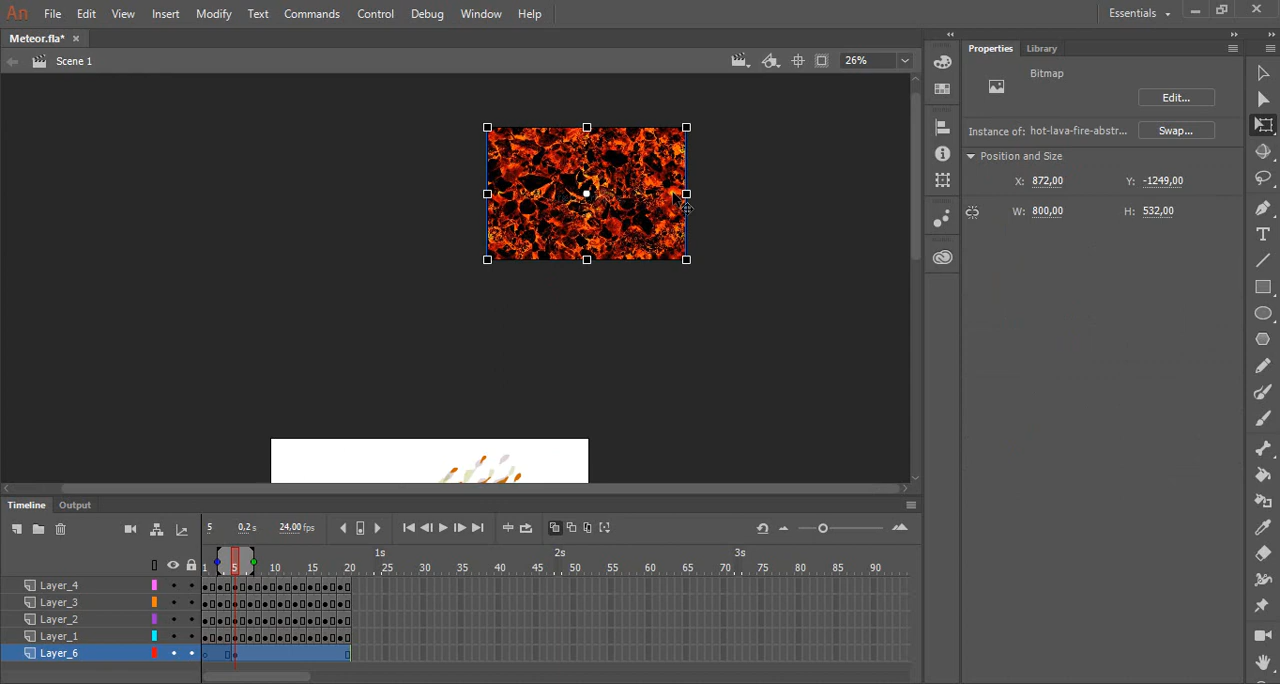 An File Edit View Insert Modify Text Commands Control Debug Window Help Essentials
Meteor.fla* ×
Scene 1 26%
Properties Library
Bitmap
Edit...
Instance of: hot-lava-fire-abstr... Swap...
Position and Size
X: 872,00 Y: -1249,00
W: 800,00 H: 532,00
Timeline Output
5 0,2 s 24,00 fps
1s 2s 3s
1 5 10 15 20 25 30 35 40 45 50 55 60 65 70 75 80 85 90
Layer_4
Layer_3
Layer_2
Layer_1
Layer_6